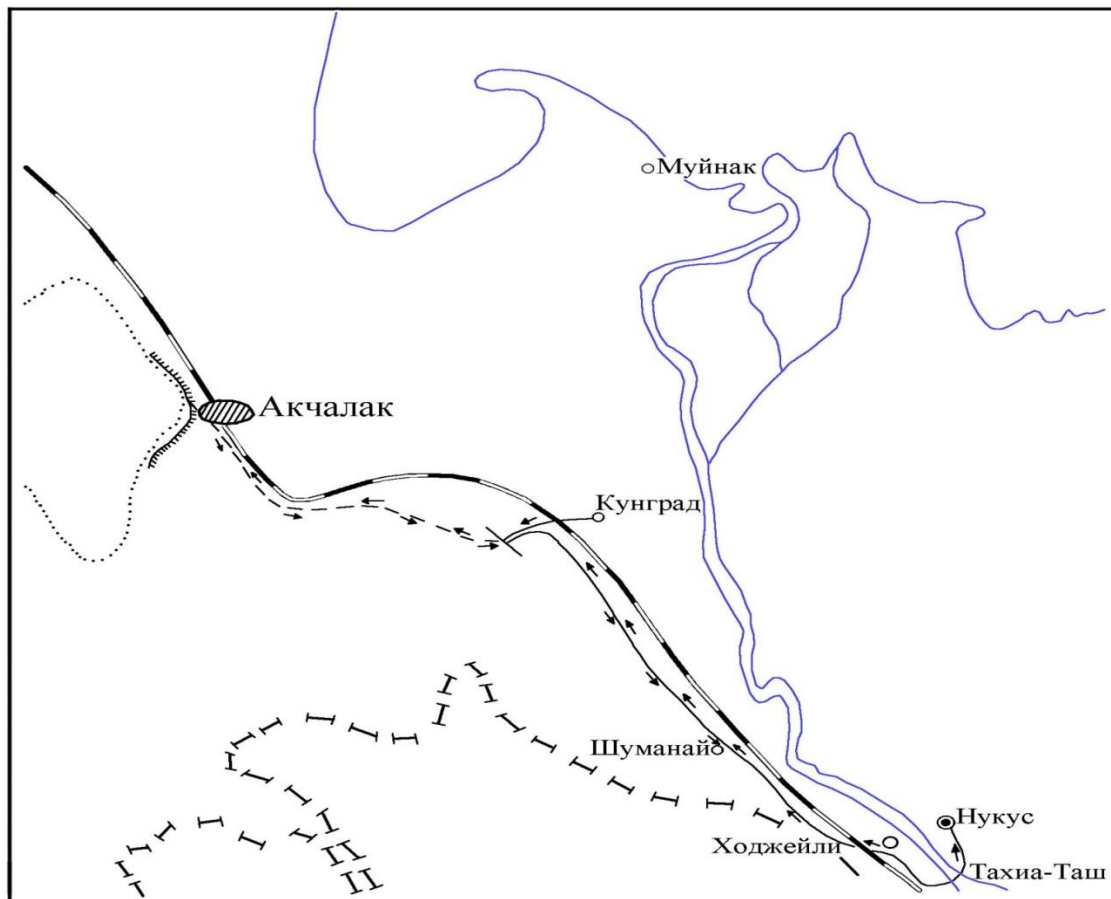 Муйнак
Акчалак
Кунград
Шуманай
Нукус
Ходжейли
Тахиа-Таш